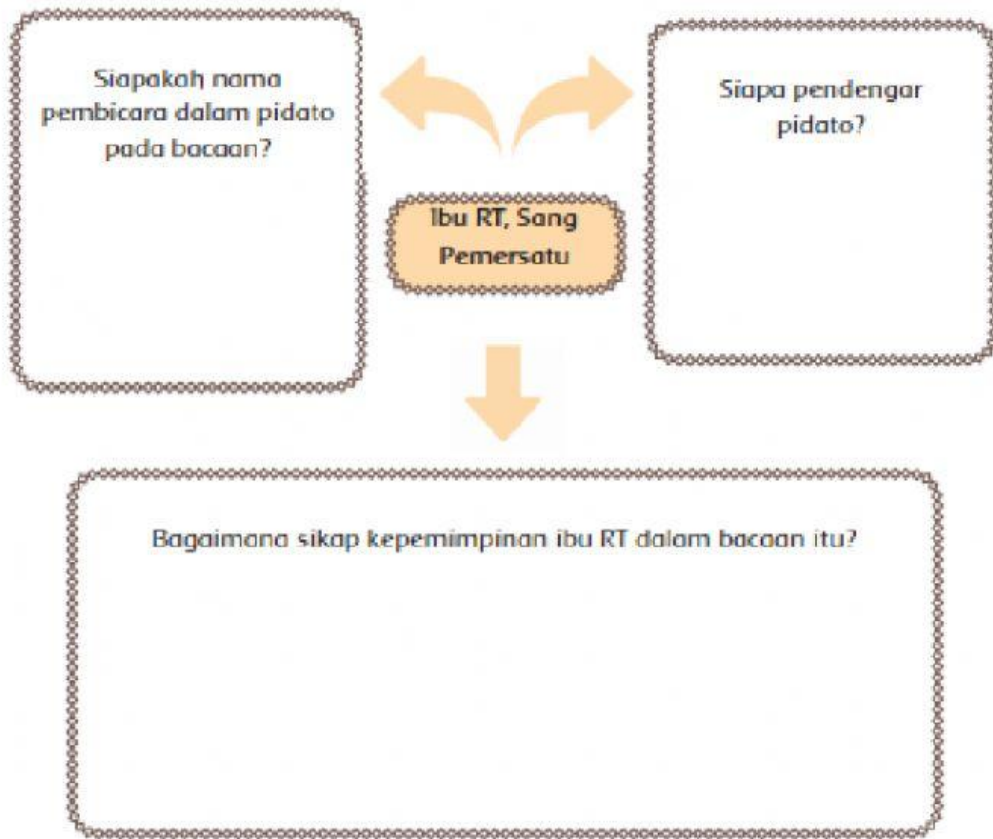 Siapakah nama
pembicara dalam pidato
pada bacaan?
Siapa pendengar
pidato?
Ibu RT, Sang
Pemersatu
Bagaimana sikap kepemimpinan ibu RT dalam bacaan itu?